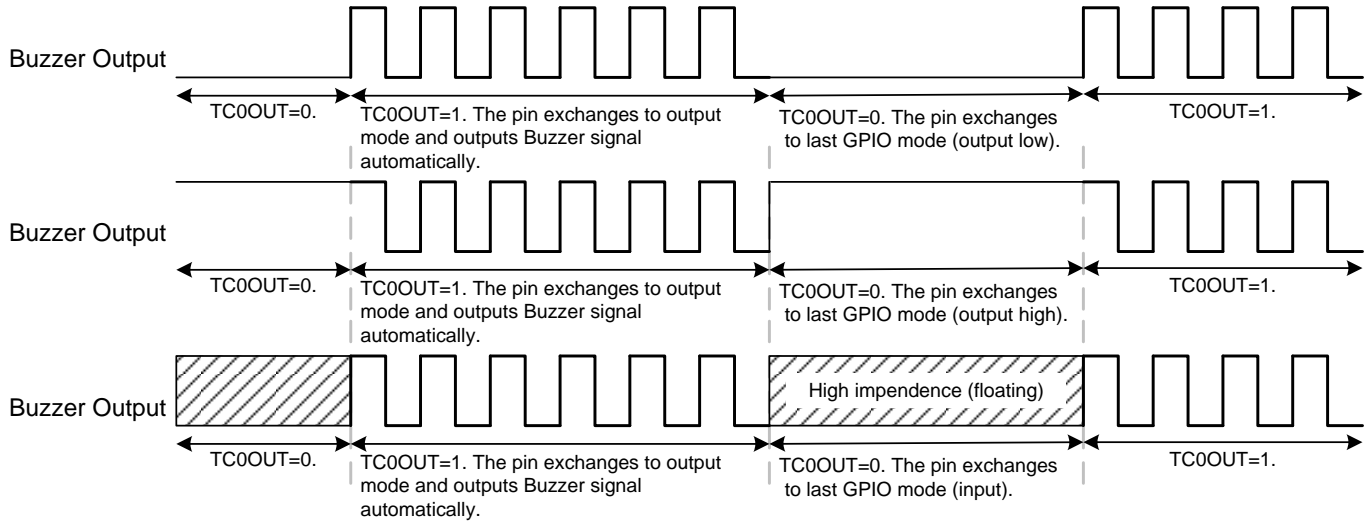 Buzzer Output
TC0OUT=0.
TC0OUT=1. The pin exchanges to output
mode and outputs Buzzer signal
automatically.
TC0OUT=0. The pin exchanges
to last GPIO mode (output low).
TC0OUT=1.
Buzzer Output
TC0OUT=0.
TC0OUT=1. The pin exchanges to output
mode and outputs Buzzer signal
automatically.
TC0OUT=0. The pin exchanges
to last GPIO mode (output high).
TC0OUT=1.
Buzzer Output
High impendence (floating)
TC0OUT=0.
TC0OUT=1. The pin exchanges to output
mode and outputs Buzzer signal
automatically.
TC0OUT=0. The pin exchanges
to last GPIO mode (input).
TC0OUT=1.